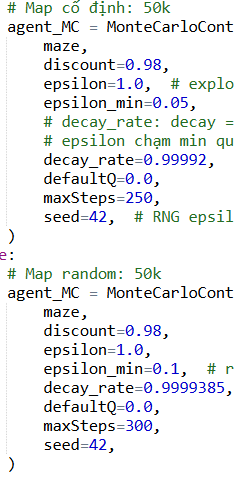 # Map cố định: 50k
agent_MC = MonteCarloCont
maze,
discount=0.98,
epsilon=1.0, # explo
epsilon_min=0.05,
# decay_rate: decay =
# epsilon chạm min qu
decay_rate=0.99992,
defaultQ=0.0,
maxSteps=250,
seed=42, # RNG epsil
)
e:
# Map random: 50k
agent_MC = MonteCarloCont
maze,
discount=0.98,
epsilon=1.0,
epsilon_min=0.1, # r
decay_rate=0.9999385,
defaultQ=0.0,
maxSteps=300,
seed=42,
)